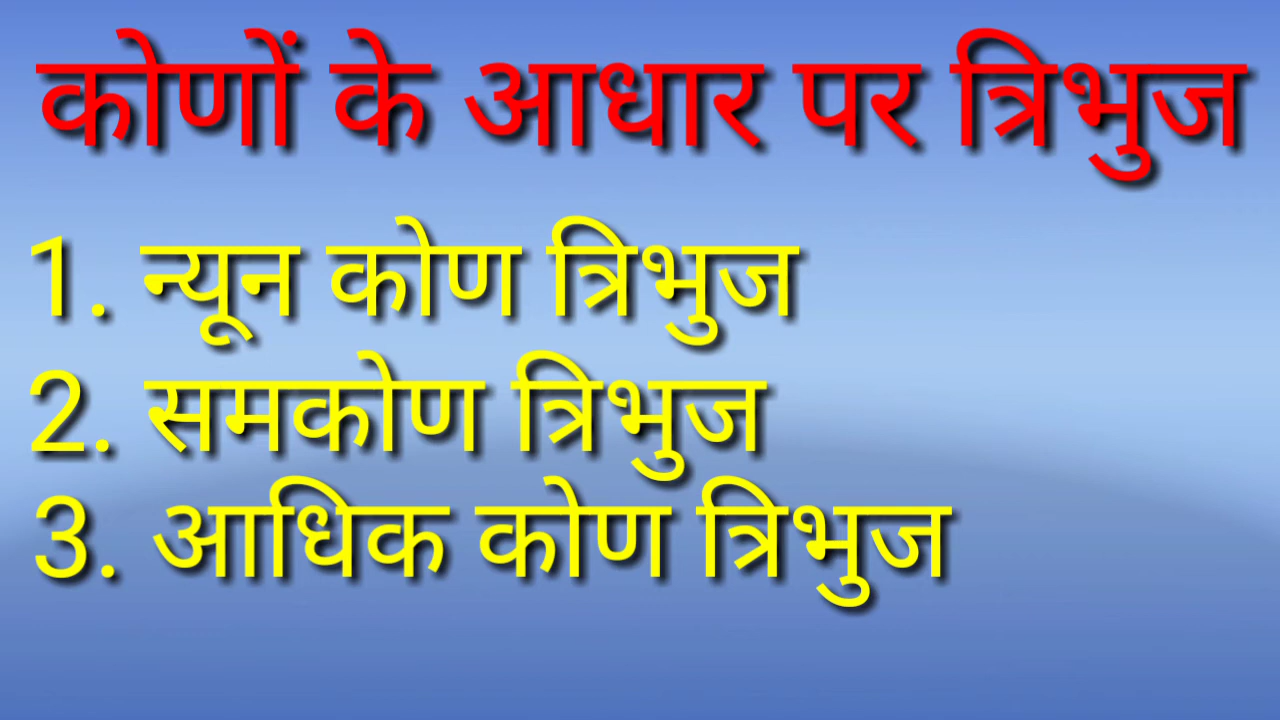 कोणों के आधार पर त्रिभुज
1. न्यून कोण त्रिभुज
2. समकोण त्रिभुज
3. आधिक कोण त्रिभुज